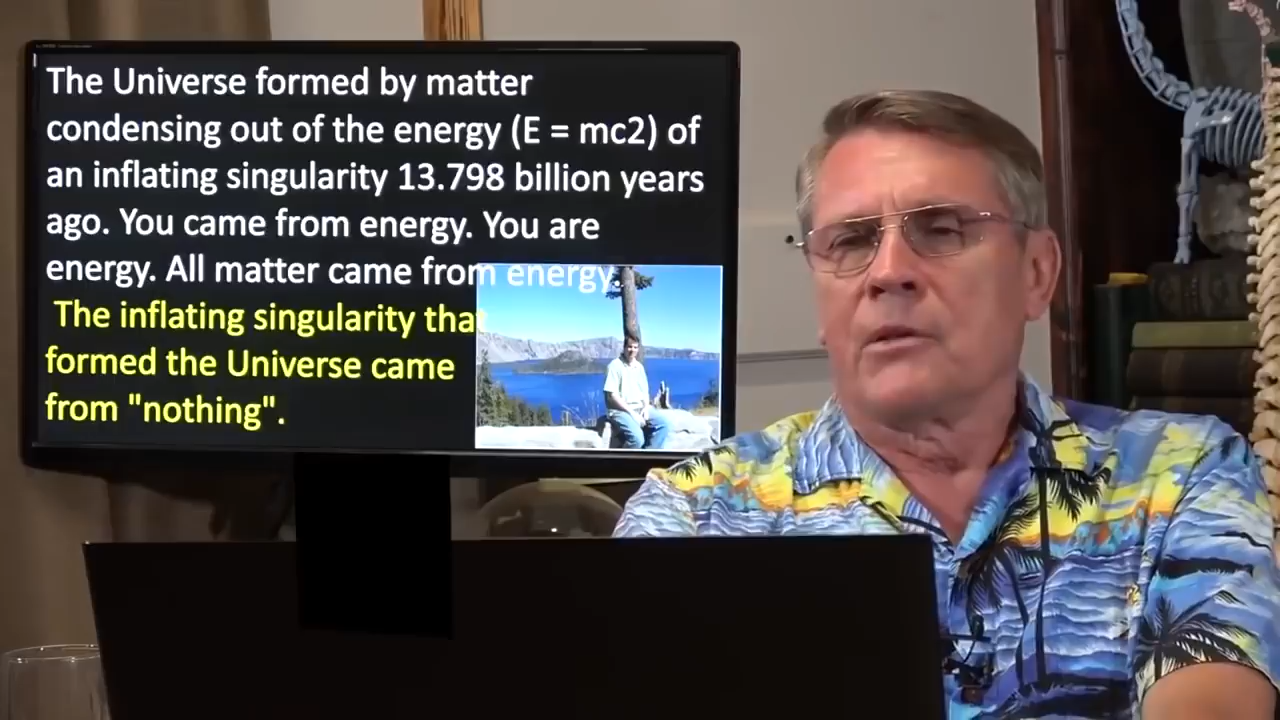 The Universe formed by matter
condensing out of the energy (E = mc2) of
an inflating singularity 13.798 billion years
ago. You came from energy. You are
energy. All matter came from energy.
The inflating singularity that
formed the Universe came
from "nothing".